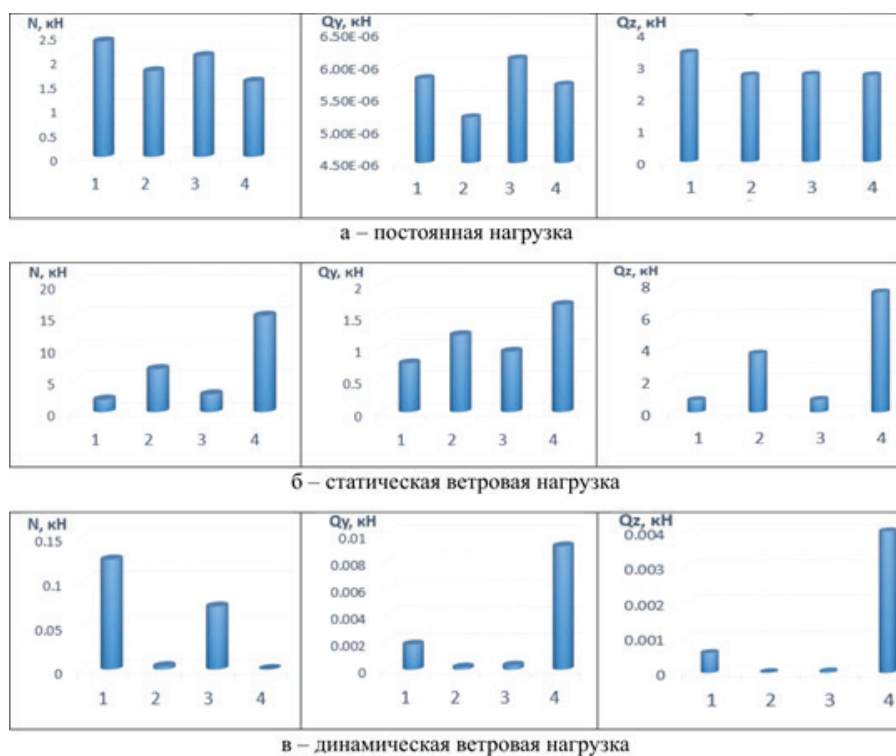 N, кН
2.5
2
1.5
1
0.5
0
1 2 3 4
Qy, кН
6.50E-06
6.00E-06
5.50E-06
5.00E-06
4.50E-06
1 2 3 4
Qz, кН
4
3
2
1
0
1 2 3 4
а – постоянная нагрузка
N, кН
20
15
10
5
0
1 2 3 4
Qy, кН
2
1.5
1
0.5
0
1 2 3 4
Qz, кН
8
6
4
2
0
1 2 3 4
б – статическая ветровая нагрузка
N, кН
0.15
0.1
0.05
0
1 2 3 4
Qy, кН
0.01
0.008
0.006
0.004
0.002
0
1 2 3 4
Qz, кН
0.004
0.003
0.002
0.001
0
1 2 3 4
в – динамическая ветровая нагрузка